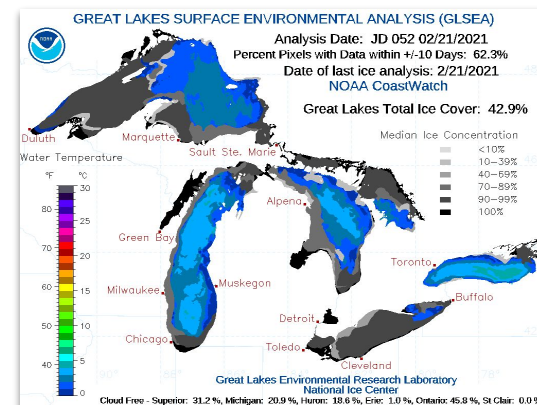 GREAT LAKES SURFACE ENVIRONMENTAL ANALYSIS (GLSEA)
Analysis Date: JD 052 02/21/2021
Percent Pixels with Data within +/-10 Days: 62.3%
Date of last ice analysis: 2/21/2021
NOAA CoastWatch
Great Lakes Total Ice Cover: 42.9%
Median Ice Concentration
<10%
10-39%
40-69%
70-89%
90-99%
100%
Duluth
Marquette
Sault Ste. Marie
Water Temperature
°F °C
30
80
25
70
20
15
60
10
50
5
40
0
Alpena
Green Bay
Toronto
Milwaukee
Muskegon
Buffalo
Detroit
Chicago
Toledo
Cleveland
Great Lakes Environmental Research Laboratory
National Ice Center
Cloud Free - Superior: 31.2 %, Michigan: 20.9 %, Huron: 18.6 %, Erie: 1.0 %, Ontario: 45.8 %, St Clair: 0.0 %